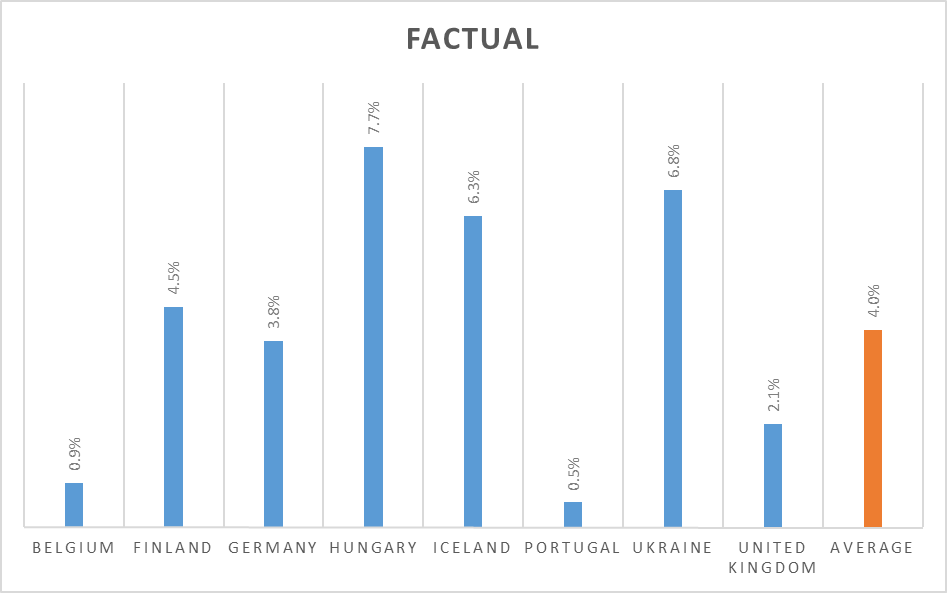 FACTUAL
0.9%
4.5%
3.8%
7.7%
6.3%
0.5%
6.8%
2.1%
4.0%
BELGIUM
FINLAND
GERMANY
HUNGARY
ICELAND
PORTUGAL
UKRAINE
UNITED
KINGDOM
AVERAGE